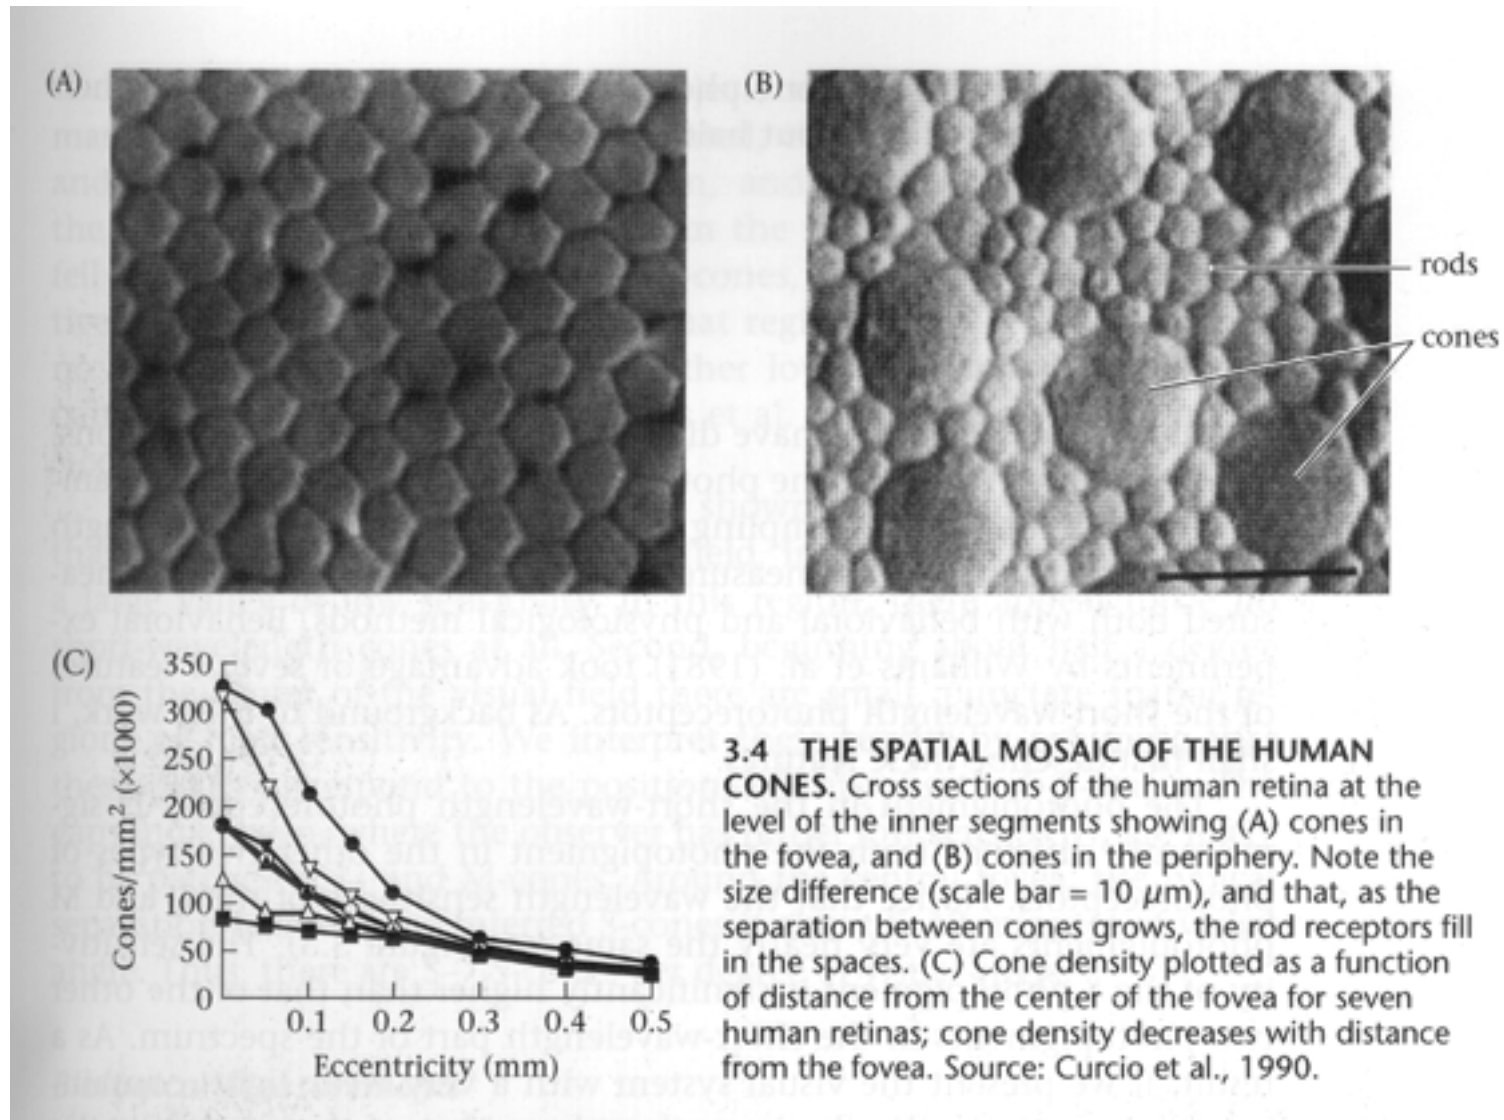 (A)
(B)
rods
cones
(C)
350
300
250
200
150
100
50
0
Cones/mm² (×1000)
0.1
0.2
0.3
0.4
0.5
Eccentricity (mm)
3.4 THE SPATIAL MOSAIC OF THE HUMAN
CONES. Cross sections of the human retina at the
level of the inner segments showing (A) cones in
the fovea, and (B) cones in the periphery. Note the
size difference (scale bar = 10 μm), and that, as the
separation between cones grows, the rod receptors fill
in the spaces. (C) Cone density plotted as a function
of distance from the center of the fovea for seven
human retinas; cone density decreases with distance
from the fovea. Source: Curcio et al., 1990.